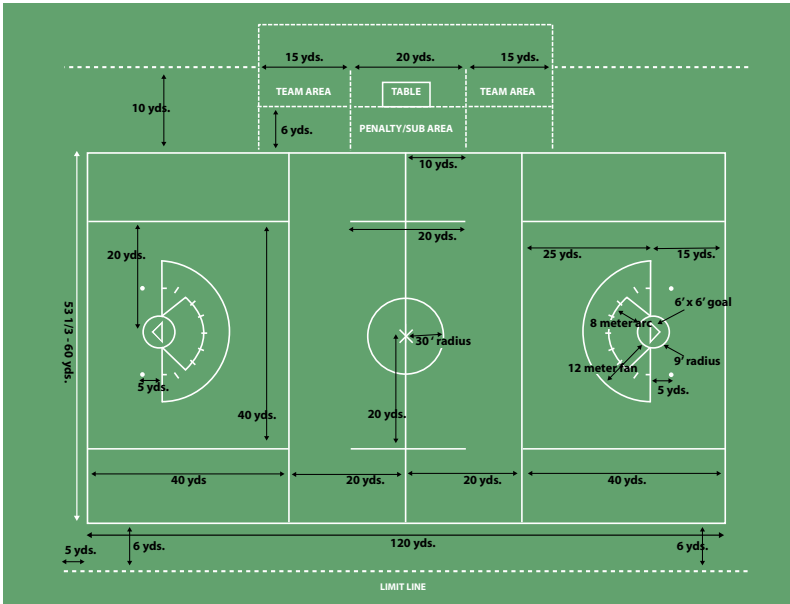 15 yds.
20 yds.
15 yds.
TEAM AREA
TABLE
TEAM AREA
10 yds.
6 yds.
PENALTY/SUB AREA
10 yds.
20 yds.
20 yds.
25 yds.
15 yds.
6' x 6' goal
8 meter arc
53 1/3 - 60 yds.
30 ' radius
9' radius
12 meter fan
5 yds.
5 yds.
40 yds.
20 yds.
40 yds
20 yds.
20 yds.
40 yds.
120 yds.
5 yds.
6 yds.
6 yds.
LIMIT LINE